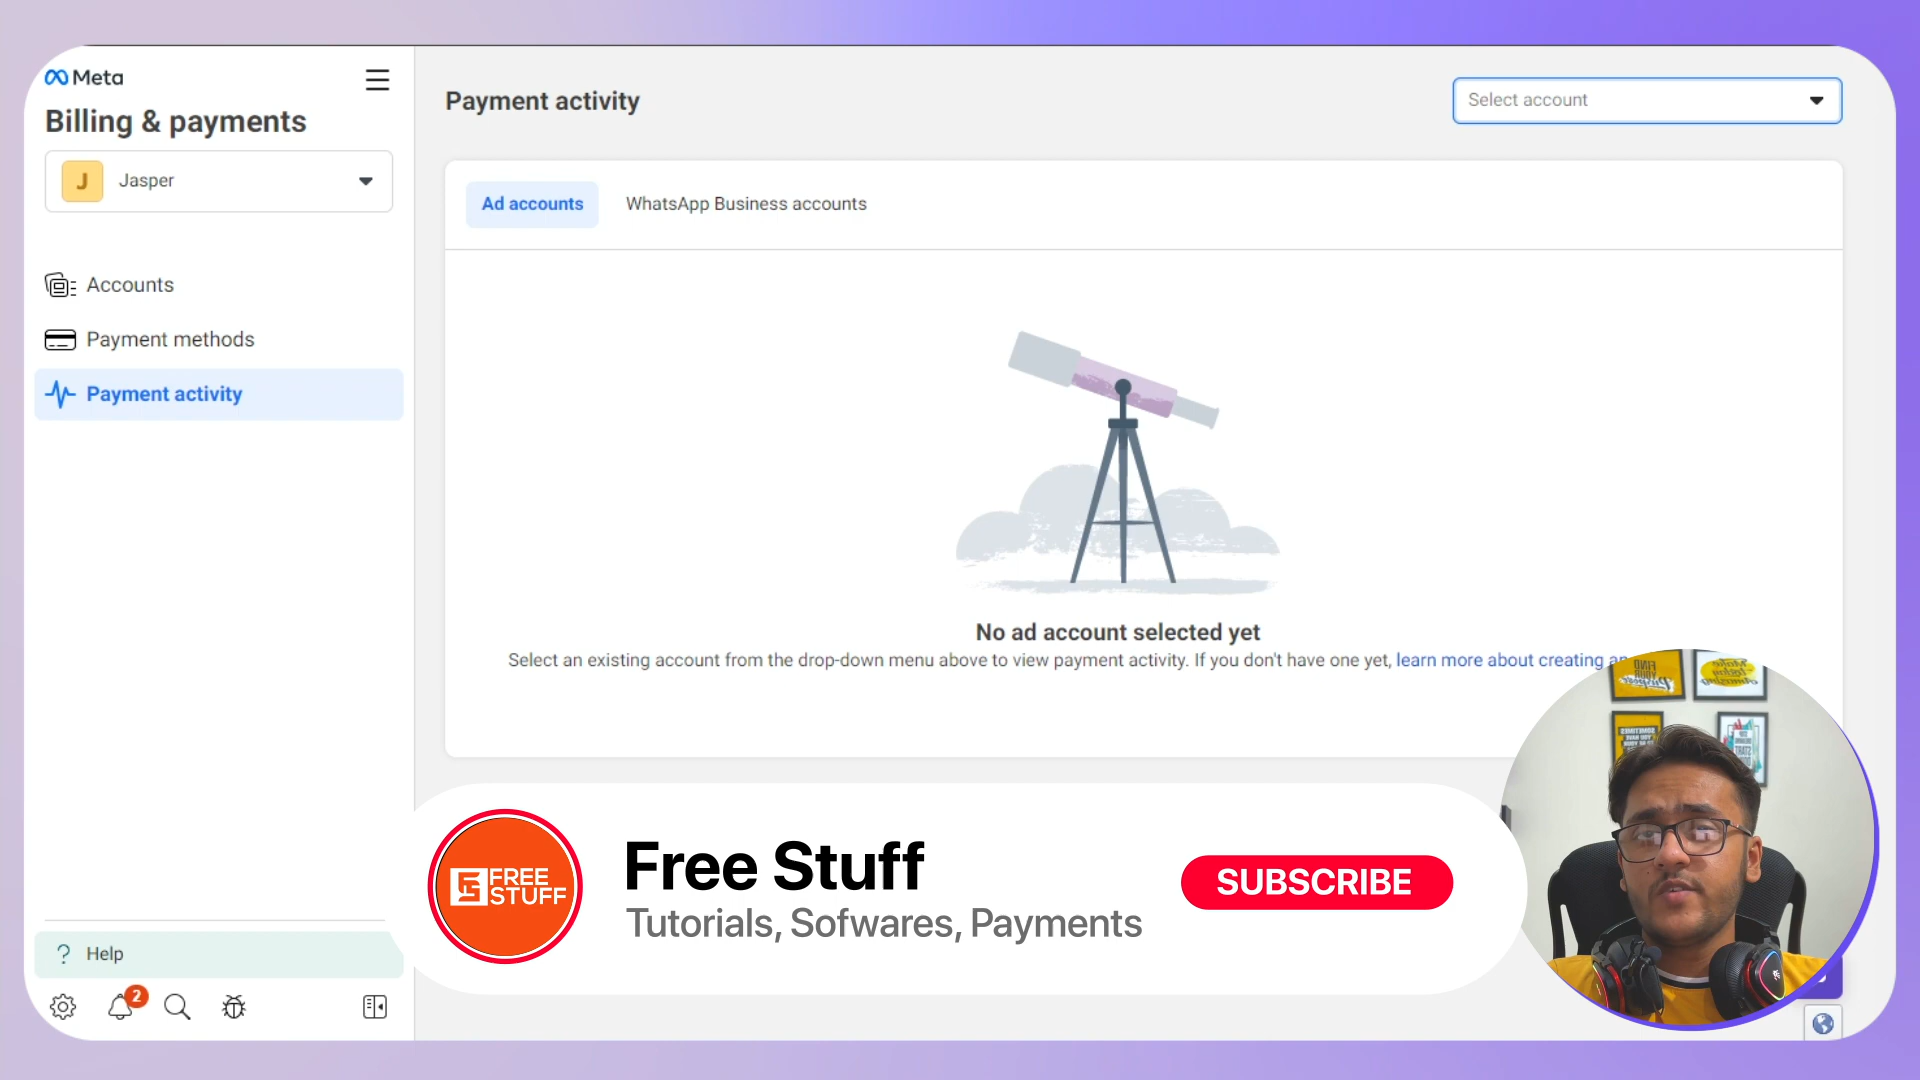 Meta
Billing & payments
J
Jasper
Accounts
Payment methods
Payment activity
Help
2
Payment activity
Select account
Ad accounts
WhatsApp Business accounts
No ad account selected yet
Select an existing account from the drop-down menu above to view payment activity. If you don't have one yet, learn more about creating an
FREE
STUFF
Free Stuff
Tutorials, Sofwares, Payments
SUBSCRIBE